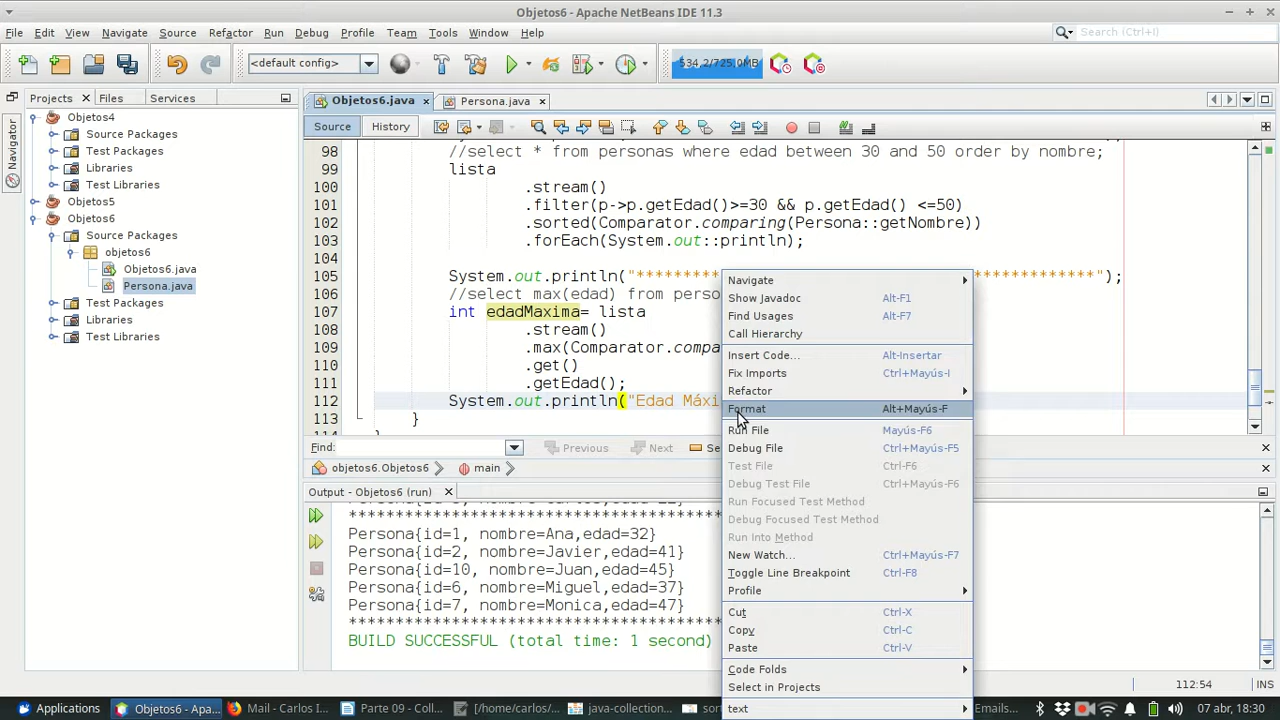 Objetos6 - Apache NetBeans IDE 11.3
File Edit View Navigate Source Refactor Run Debug Profile Team Tools Window Help
Search (Ctrl+I)
<default config>
534,2/725,0MB
Projects Files Services
Objetos6.java Persona.java
Source History
Navigator
Objetos4
Source Packages
Test Packages
Libraries
Test Libraries
Objetos5
Objetos6
Source Packages
objetos6
Objetos6.java
Persona.java
Test Packages
Libraries
Test Libraries
98 //select * from personas where edad between 30 and 50 order by nombre;
99 lista
100 .stream()
101 .filter(p->p.getEdad()>=30 && p.getEdad() <=50)
102 .sorted(Comparator.comparing(Persona::getNombre))
103 .forEach(System.out::println);
104
105 System.out.println("********* *************");
106 //select max(edad) from perso
107 int edadMaxima= lista
108 .stream()
109 .max(Comparator.compa
110 .get()
111 .getEdad();
112 System.out.println("Edad Máxi
113 }
Navigate
Show Javadoc Alt-F1
Find Usages Alt-F7
Call Hierarchy
Insert Code... Alt-Insertar
Fix Imports Ctrl+Mayús-I
Refactor
Format Alt+Mayús-F
Run File Mayús-F6
Debug File Ctrl+Mayús-F5
Test File Ctrl-F6
Debug Test File Ctrl+Mayús-F6
Run Focused Test Method
Debug Focused Test Method
Run Into Method
New Watch... Ctrl+Mayús-F7
Toggle Line Breakpoint Ctrl-F8
Profile
Cut Ctrl-X
Copy Ctrl-C
Paste Ctrl-V
Code Folds
Select in Projects
text
Find: Previous Next Se
objetos6.Objetos6 main
Output - Objetos6 (run)
****************************************
Persona{id=1, nombre=Ana,edad=32}
Persona{id=2, nombre=Javier,edad=41}
Persona{id=10, nombre=Juan,edad=45}
Persona{id=6, nombre=Miguel,edad=37}
Persona{id=7, nombre=Monica,edad=47}
****************************************
BUILD SUCCESSFUL (total time: 1 second)
112:54 INS
Applications Objetos6 - Ap... Mail - Carlos I... Parte 09 - Coll... [/home/carlos/... java-collection... sor Emails... 07 abr, 18:30